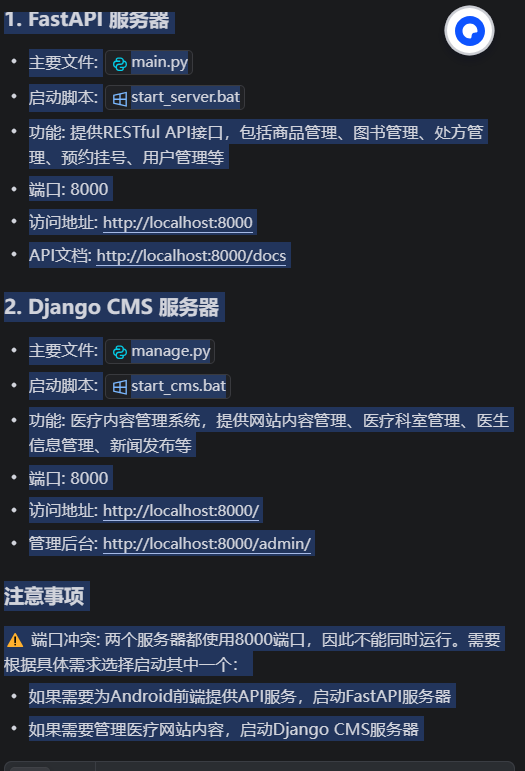 1. FastAPI 服务器
• 主要文件: main.py
• 启动脚本: start_server.bat
• 功能: 提供RESTful API接口，包括商品管理、图书管理、处方管
理、预约挂号、用户管理等
• 端口: 8000
• 访问地址: http://localhost:8000
• API文档: http://localhost:8000/docs
2. Django CMS 服务器
• 主要文件: manage.py
• 启动脚本: start_cms.bat
• 功能: 医疗内容管理系统，提供网站内容管理、医疗科室管理、医生
信息管理、新闻发布等
• 端口: 8000
• 访问地址: http://localhost:8000/
• 管理后台: http://localhost:8000/admin/
注意事项
⚠️ 端口冲突: 两个服务器都使用8000端口，因此不能同时运行。需要
根据具体需求选择启动其中一个：
• 如果需要为Android前端提供API服务，启动FastAPI服务器
• 如果需要管理医疗网站内容，启动Django CMS服务器